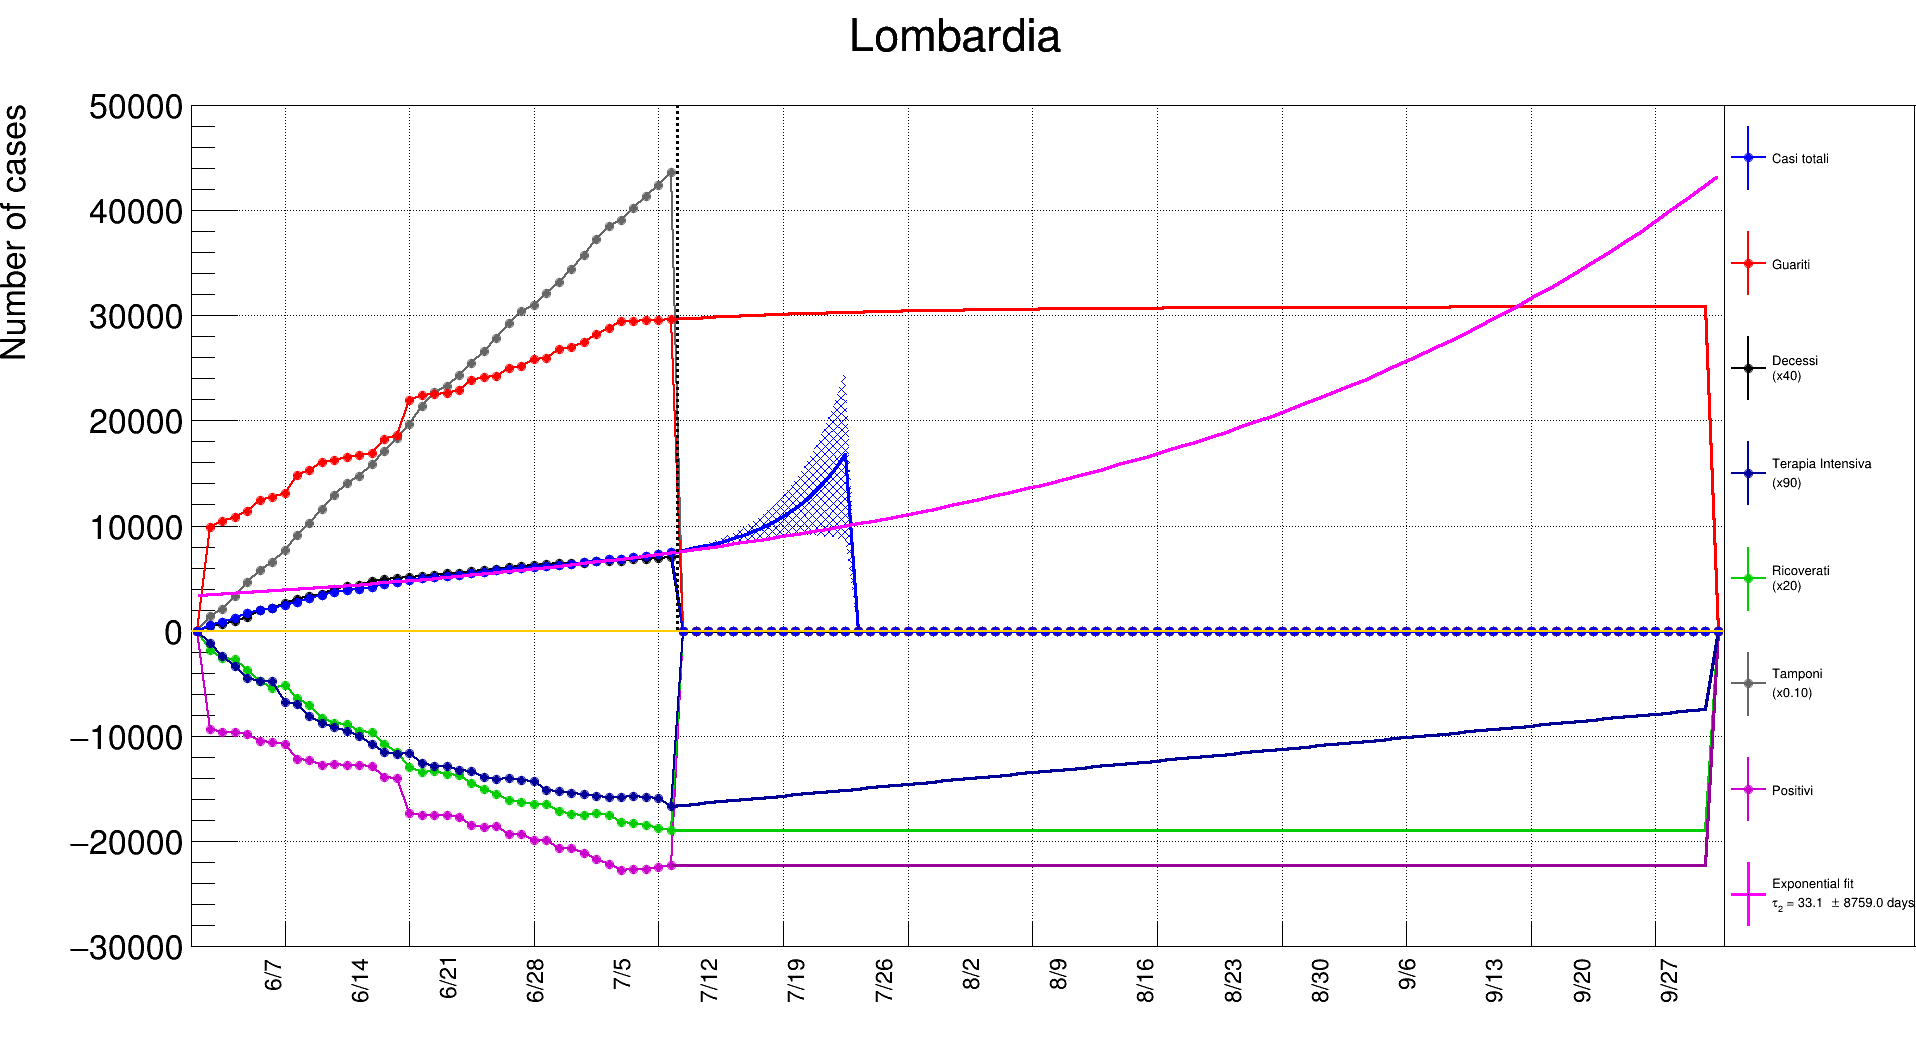 Lombardia
Number of cases
50000
40000
30000
20000
10000
0
−10000
−20000
−30000
6/7
6/14
6/21
6/28
7/5
7/12
7/19
7/26
8/2
8/9
8/16
8/23
8/30
9/6
9/13
9/20
9/27
Casi totali
Guariti
Decessi
(x40)
Terapia Intensiva
(x90)
Ricoverati
(x20)
Tamponi
(x0.10)
Positivi
Exponential fit
τ2 = 33.1 ± 8759.0 days